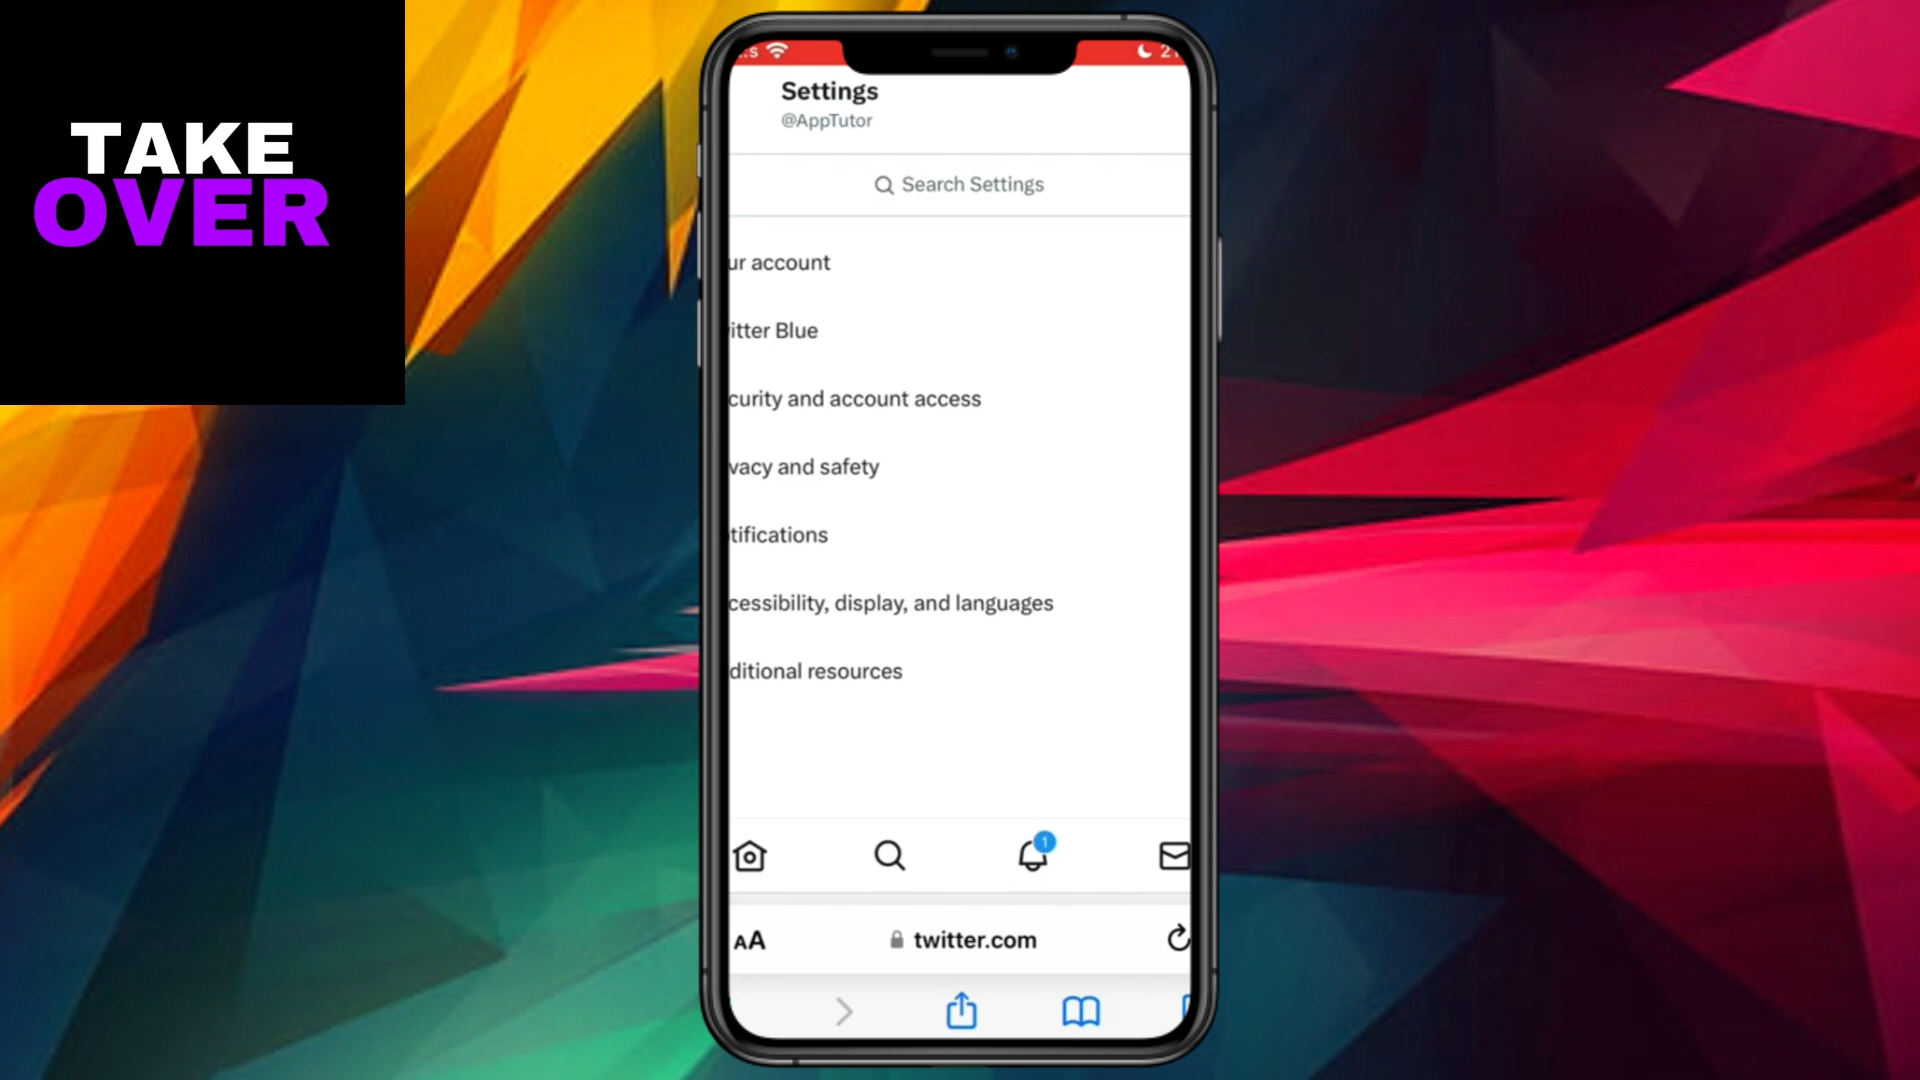 TAKE
OVER
Settings
@AppTutor
Search Settings
ur account
itter Blue
curity and account access
vacy and safety
tifications
cessibility, display, and languages
ditional resources
1
AA
twitter.com